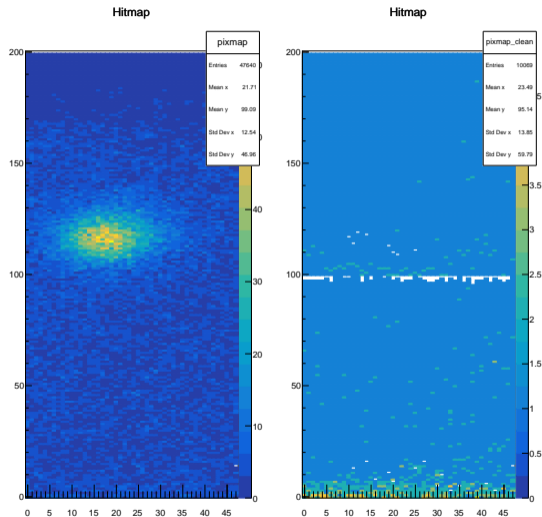 Hitmap
pixmap
Entries 47640
Mean x 21.71
Mean y 99.09
Std Dev x 12.54
Std Dev y 46.96
200
150
100
50
0
0 5 10 15 20 25 30 35 40 45
40
30
20
10
0
Hitmap
pixmap_clean
Entries 10069
Mean x 23.49
Mean y 95.14
Std Dev x 13.85
Std Dev y 59.79
200
150
100
50
0
0 5 10 15 20 25 30 35 40 45
5
3.5
3
2.5
2
1.5
1
0.5
0